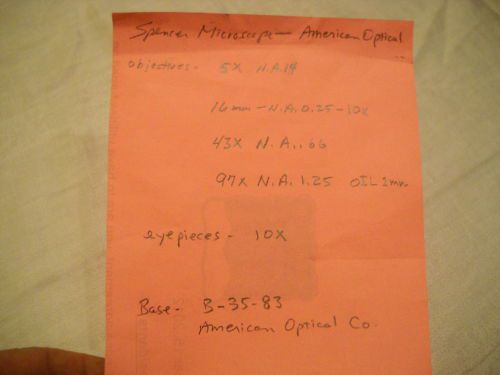 Spencer Microscope - American Optical
objectives - 5X N.A.14
16mm - N.A.0.25 - 10X
43X N.A..66
97X N.A.1.25 OIL
eyepieces - 10X
Base - B-35-83
American Optical Co.